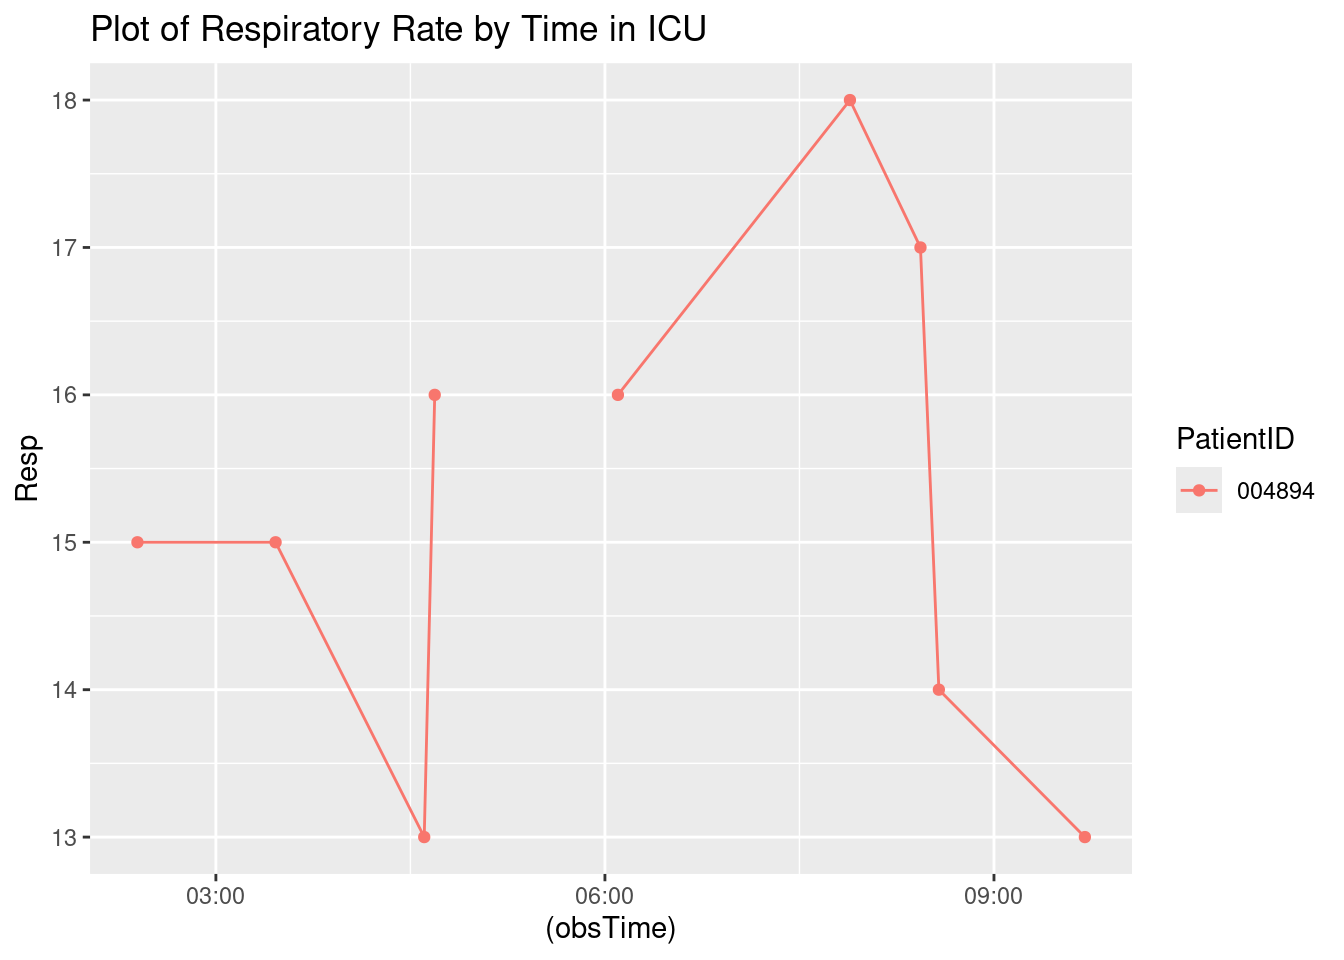 Plot of Respiratory Rate by Time in ICU
18
17
16
15
14
13
Resp
03:00
06:00
09:00
(obsTime)
PatientID
004894